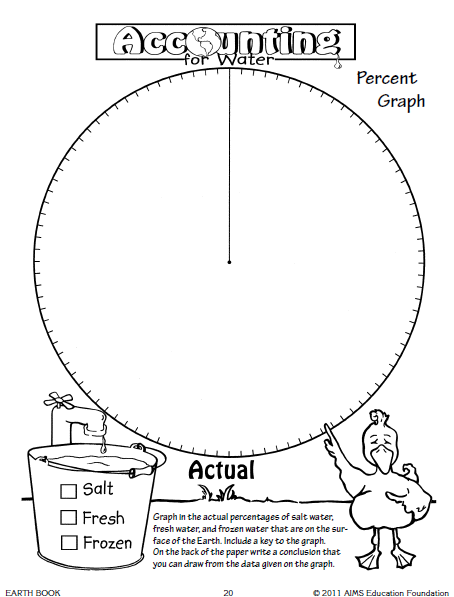 Accounting
for Water
Percent
Graph
Actual
Salt
Fresh
Frozen
Graph in the actual percentages of salt water,
fresh water, and frozen water that are on the sur-
face of the Earth. Include a key to the graph.
On the back of the paper write a conclusion that
you can draw from the data given on the graph.
EARTH BOOK
20
© 2011 AIMS Education Foundation